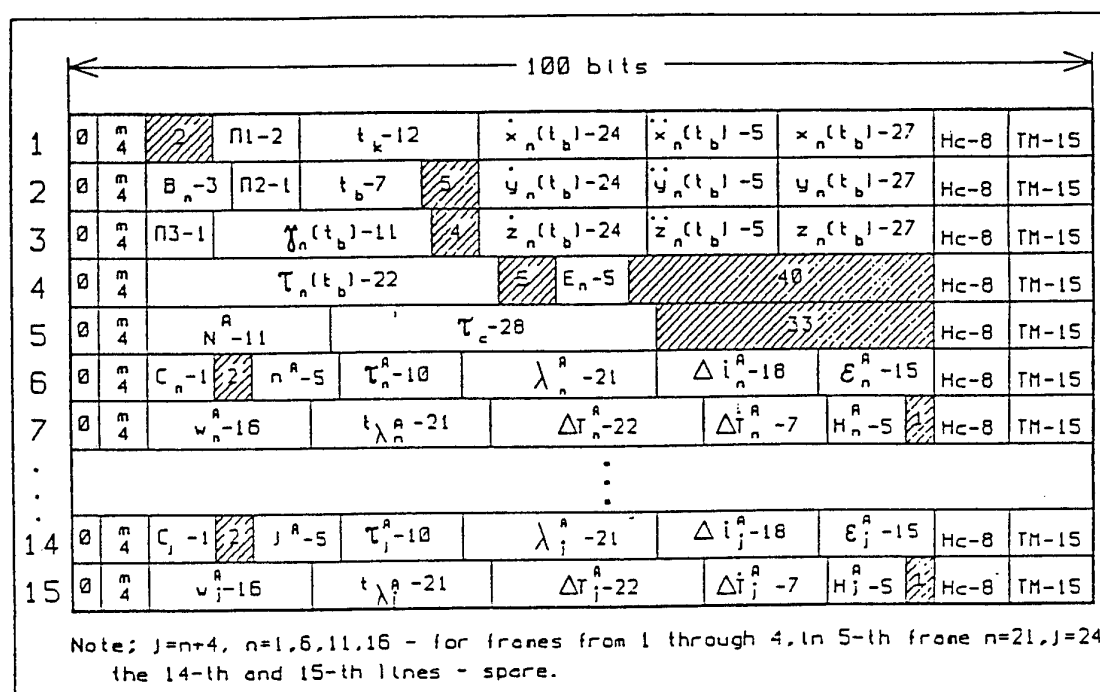 100 bits
1 0 m 4 2 П1-2 t_k-12 ẋ_n(t_b)-24 ẍ_n(t_b)-5 x_n(t_b)-27 Hc-8 TM-15
2 0 m 4 B_n-3 П2-1 t_b-7 5 ẏ_n(t_b)-24 ÿ_n(t_b)-5 y_n(t_b)-27 Hc-8 TM-15
3 0 m 4 П3-1 γ_n(t_b)-11 4 ż_n(t_b)-24 z̈_n(t_b)-5 z_n(t_b)-27 Hc-8 TM-15
4 0 m 4 τ_n(t_b)-22 5 E_n-5 40 Hc-8 TM-15
5 0 m 4 N^A-11 τ_c-28 33 Hc-8 TM-15
6 0 m 4 C_n-1 2 n^A-5 τ_n^A-10 λ_n^A-21 Δi_n^A-18 ε_n^A-15 Hc-8 TM-15
7 0 m 4 w_n^A-16 t_λn^A-21 ΔT_n^A-22 ΔṪ_n^A-7 H_n^A-5 1 Hc-8 TM-15
14 0 m 4 C_j-1 2 J^A-5 τ_j^A-10 λ_j^A-21 Δi_j^A-18 ε_j^A-15 Hc-8 TM-15
15 0 m 4 w_j^A-16 t_λj^A-21 ΔT_j^A-22 ΔṪ_j^A-7 H_j^A-5 1 Hc-8 TM-15
Note; J=n+4, n=1,6,11,16 - for frames from 1 through 4, In 5-th frame n=21, J=24
the 14-th and 15-th lines - spare.